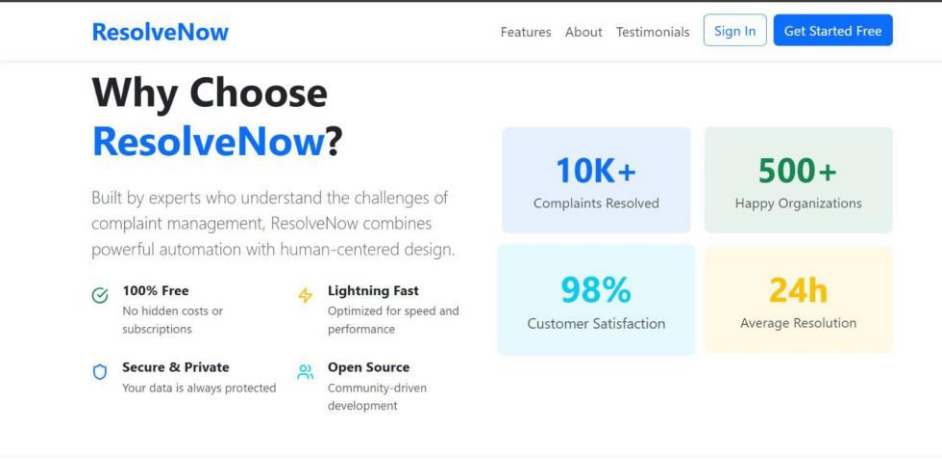 ResolveNow
Features About Testimonials Sign In Get Started Free
Why Choose
ResolveNow?
Built by experts who understand the challenges of
complaint management, ResolveNow combines
powerful automation with human-centered design.
100% Free
No hidden costs or
subscriptions
Lightning Fast
Optimized for speed and
performance
Secure & Private
Your data is always protected
Open Source
Community-driven
development
10K+
Complaints Resolved
500+
Happy Organizations
98%
Customer Satisfaction
24h
Average Resolution